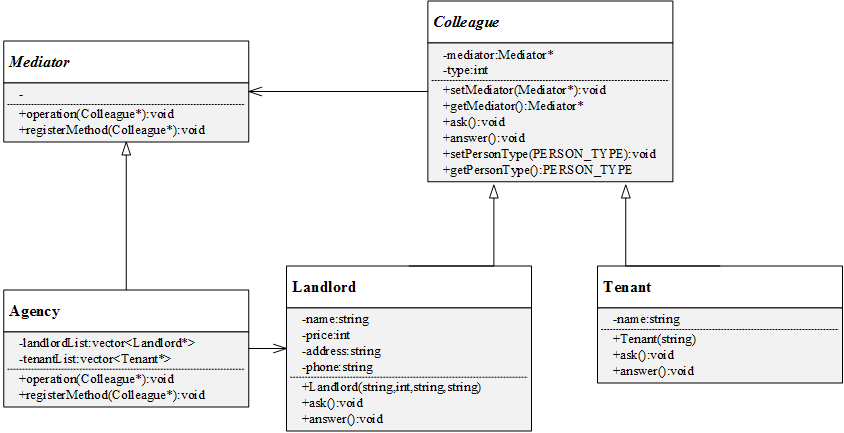 Colleague
-mediator:Mediator*
-type:int
+setMediator(Mediator*):void
+getMediator():Mediator*
+ask():void
+answer():void
+setPersonType(PERSON_TYPE):void
+getPersonType():PERSON_TYPE
Mediator
-
+operation(Colleague*):void
+registerMethod(Colleague*):void
Agency
-landlordList:vector<Landlord*>
-tenantList:vector<Tenant*>
+operation(Colleague*):void
+registerMethod(Colleague*):void
Landlord
-name:string
-price:int
-address:string
-phone:string
+Landlord(string,int,string,string)
+ask():void
+answer():void
Tenant
-name:string
+Tenant(string)
+ask():void
+answer():void